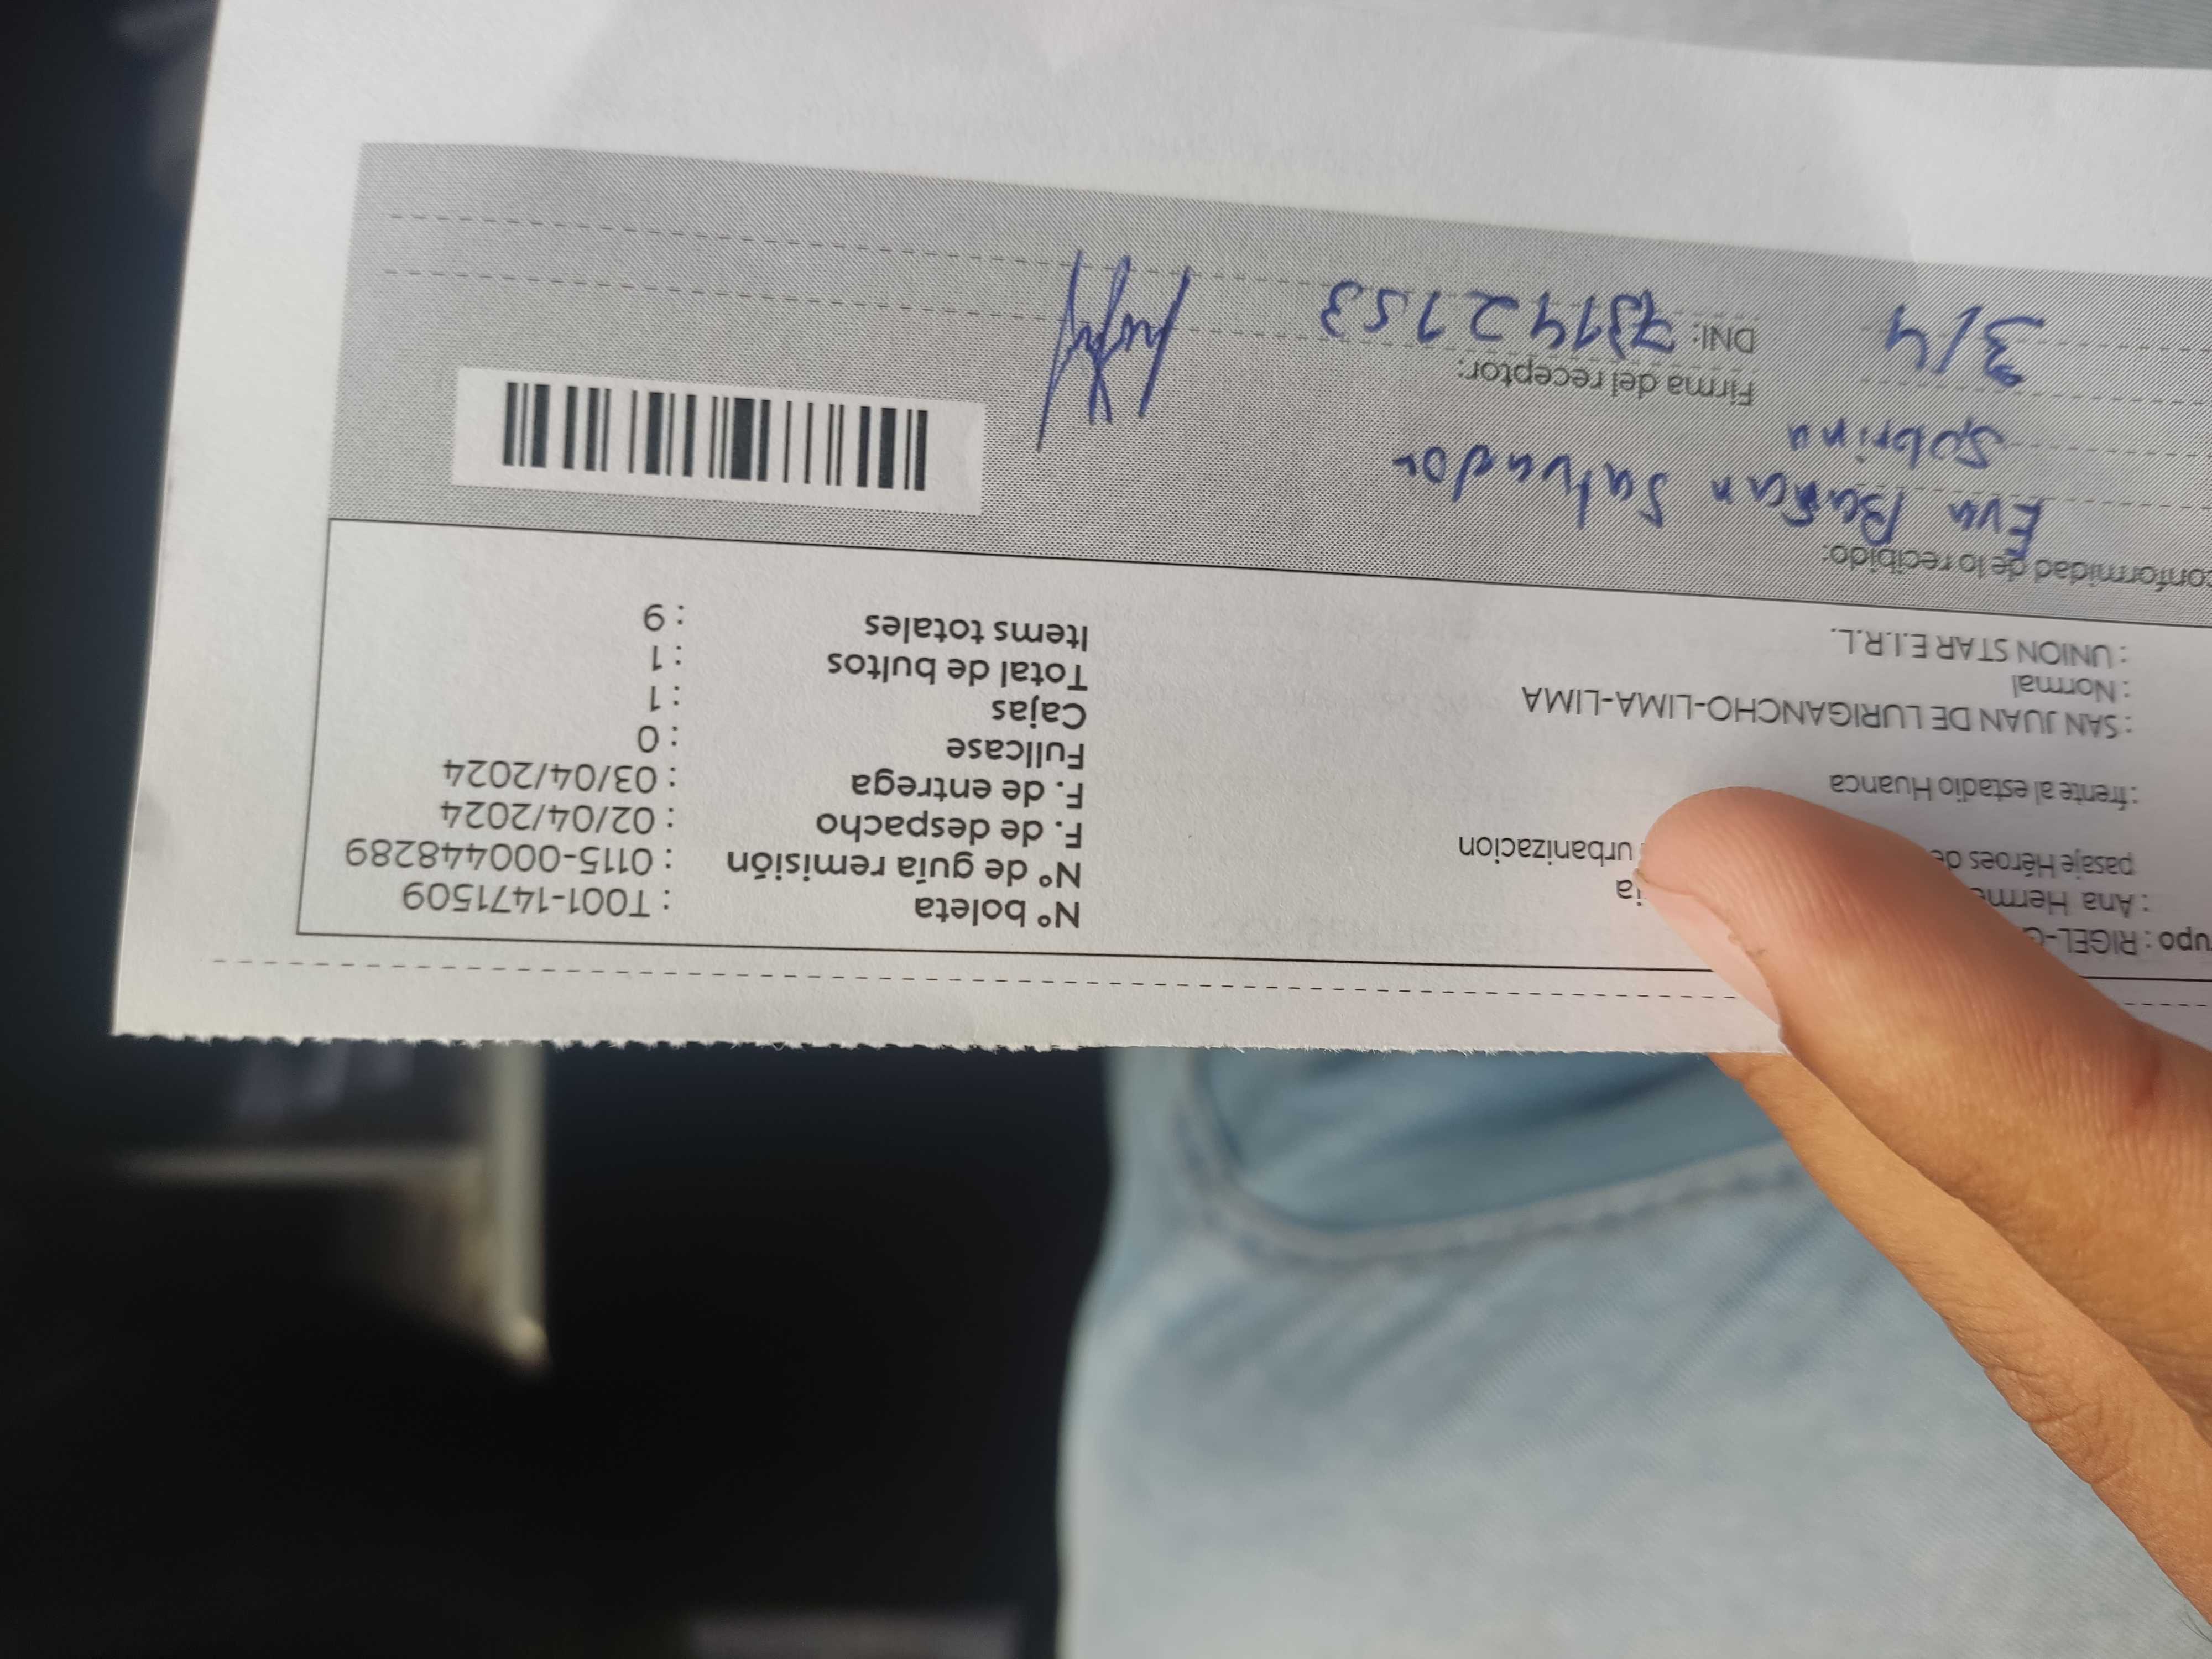 upo : RIGEL-
: Ana Herme ia
pasaje Héroes de urbanizacion
: frente al estadio Huanca
: SAN JUAN DE LURIGANCHO-LIMA-LIMA
: Normal
: UNION STAR E.I.R.L.
N° boleta : T001-1471509
N° de guía remisión : 0115-000448289
F. de despacho : 02/04/2024
F. de entrega : 03/04/2024
Fullcase : 0
Cajas : 1
Total de bultos : 1
Items totales : 9
conformidad de lo recibido:
Eva Salvador
Sobrina
Firma del receptor:
3/4
DNI: 73142153